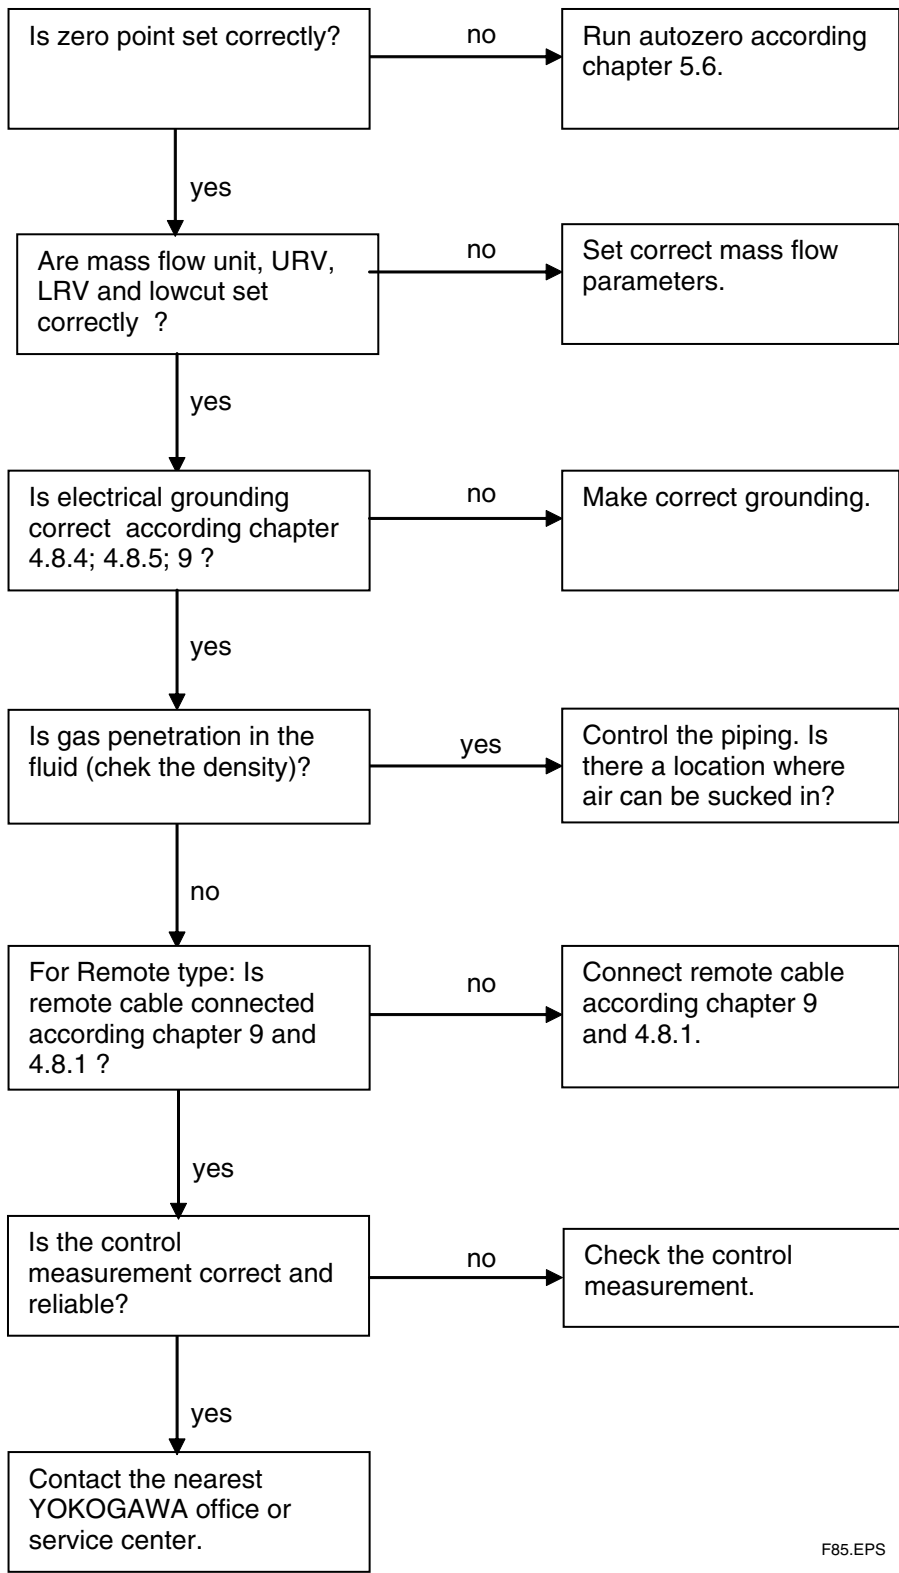 Is zero point set correctly?
no
Run autozero according
chapter 5.6.
yes
Are mass flow unit, URV,
LRV and lowcut set
correctly  ?
no
Set correct mass flow
parameters.
yes
Is electrical grounding
correct  according chapter
4.8.4; 4.8.5; 9 ?
no
Make correct grounding.
yes
Is gas penetration in the
fluid (chek the density)?
yes
Control the piping. Is
there a location where
air can be sucked in?
no
For Remote type: Is
remote cable connected
according chapter 9 and
4.8.1 ?
no
Connect remote cable
according chapter 9
and 4.8.1.
yes
Is the control
measurement correct and
reliable?
no
Check the control
measurement.
yes
Contact the nearest
YOKOGAWA office or
service center.
F85.EPS